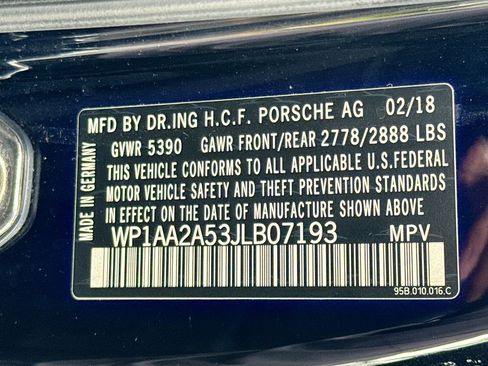 MFD BY DR.ING H.C.F. PORSCHE AG 02/18
GVWR 5390 GAWR FRONT/REAR 2778/2888 LBS
THIS VEHICLE CONFORMS TO ALL APPLICABLE U.S.FEDERAL
MOTOR VEHICLE SAFETY AND THEFT PREVENTION STANDARDS
IN EFFECT ON THE DATE OF MANUFACTURE SHOWN ABOVE
WP1AA2A53JLB07193 MPV
MADE IN GERMANY
95B.010.016.C